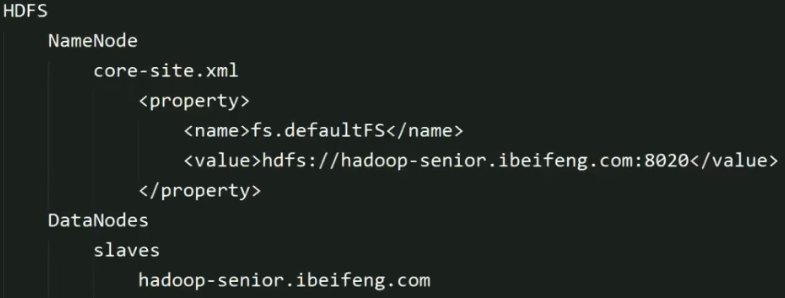 HDFS
NameNode
core-site.xml
<property>
<name>fs.defaultFS</name>
<value>hdfs://hadoop-senior.ibeifeng.com:8020</value>
</property>
DataNodes
slaves
hadoop-senior.ibeifeng.com